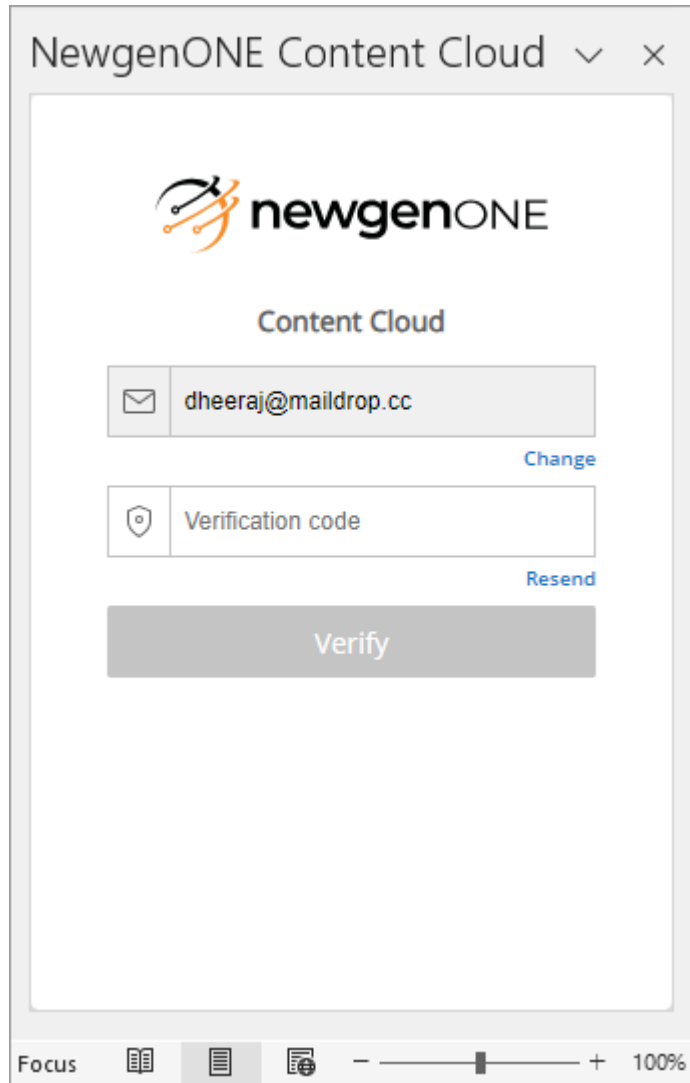 NewgenONE Content Cloud
newgenONE
Content Cloud
dheeraj@maildrop.cc
Change
Verification code
Resend
Verify
Focus 100%